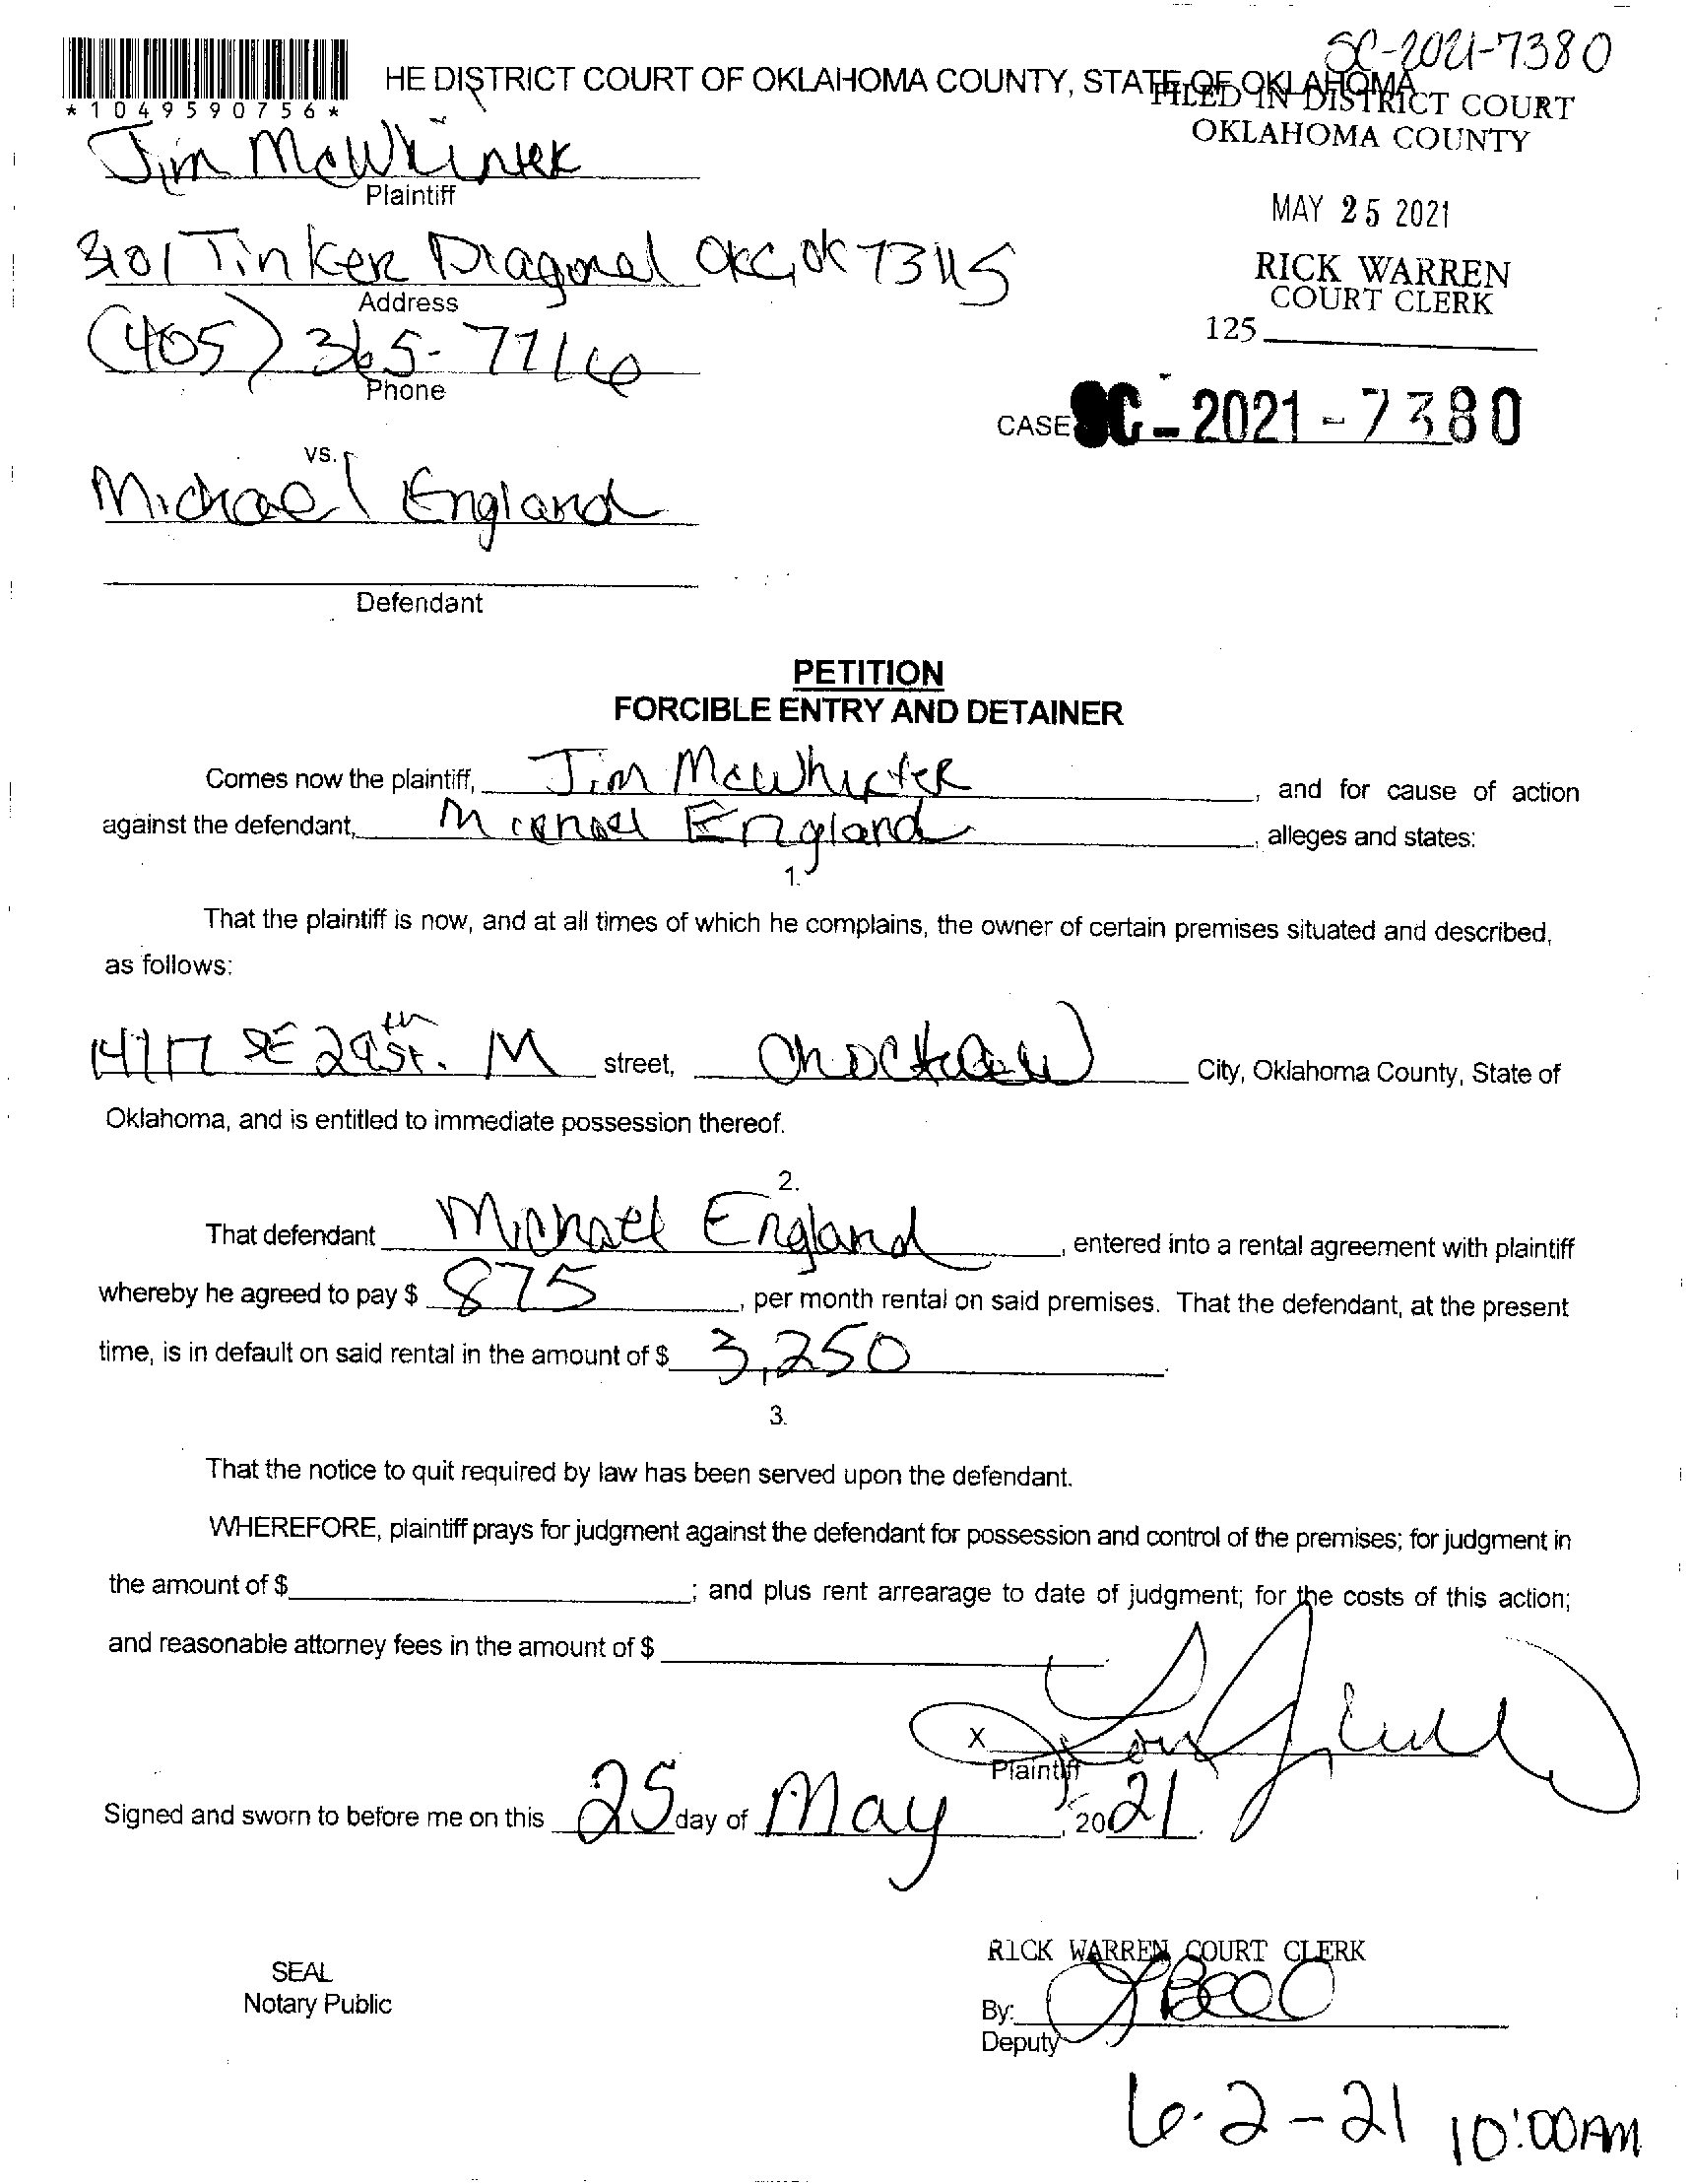 SC-2021-7380
HE DISTRICT COURT OF OKLAHOMA COUNTY, STATE OF OKLAHOMA
*1049590756*
FILED IN DISTRICT COURT
OKLAHOMA COUNTY
Jim McWhirter
Plaintiff
MAY 25 2021
3101 Tinker Diagonal OKC, OK 73115
Address
RICK WARREN
COURT CLERK
125
(405) 365-7716
Phone
CASE SC-2021-7380
vs.
Michael England
Defendant
PETITION
FORCIBLE ENTRY AND DETAINER
Comes now the plaintiff, Jim McWhirter, and for cause of action
against the defendant, Michael England, alleges and states:
1.
That the plaintiff is now, and at all times of which he complains, the owner of certain premises situated and described,
as follows:
14117 SE 29th St. M street, Choctaw City, Oklahoma County, State of
Oklahoma, and is entitled to immediate possession thereof.
2.
That defendant Michael England, entered into a rental agreement with plaintiff
whereby he agreed to pay $ 875, per month rental on said premises. That the defendant, at the present
time, is in default on said rental in the amount of $ 3,250
3.
That the notice to quit required by law has been served upon the defendant.
WHEREFORE, plaintiff prays for judgment against the defendant for possession and control of the premises; for judgment in
the amount of $ ; and plus rent arrearage to date of judgment; for the costs of this action;
and reasonable attorney fees in the amount of $
X
Plaintiff
Signed and sworn to before me on this 25 day of May, 2021.
RICK WARREN COURT CLERK
SEAL
Notary Public
By:
Deputy
6-2-21 10:00AM